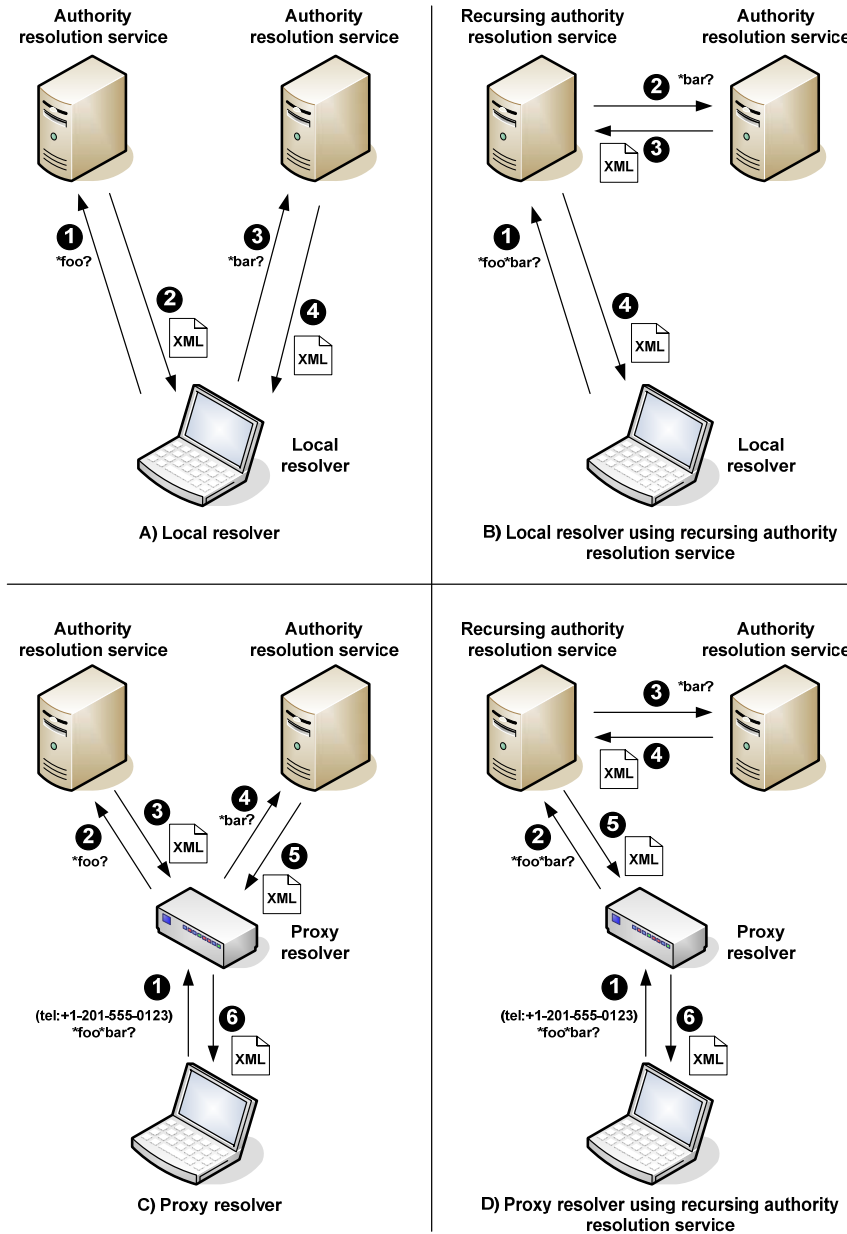 Authority
resolution service
Authority
resolution service
1
*foo?
2
XML
3
*bar?
4
XML
Local
resolver
A) Local resolver
Recursing authority
resolution service
Authority
resolution service
2
*bar?
3
XML
1
*foo*bar?
4
XML
Local
resolver
B) Local resolver using recursing authority
resolution service
Authority
resolution service
Authority
resolution service
2
*foo?
3
XML
4
*bar?
5
XML
Proxy
resolver
1
(tel:+1-201-555-0123)
*foo*bar?
6
XML
C) Proxy resolver
Recursing authority
resolution service
Authority
resolution service
3
*bar?
4
XML
2
*foo*bar?
5
XML
Proxy
resolver
1
(tel:+1-201-555-0123)
*foo*bar?
6
XML
D) Proxy resolver using recursing authority
resolution service